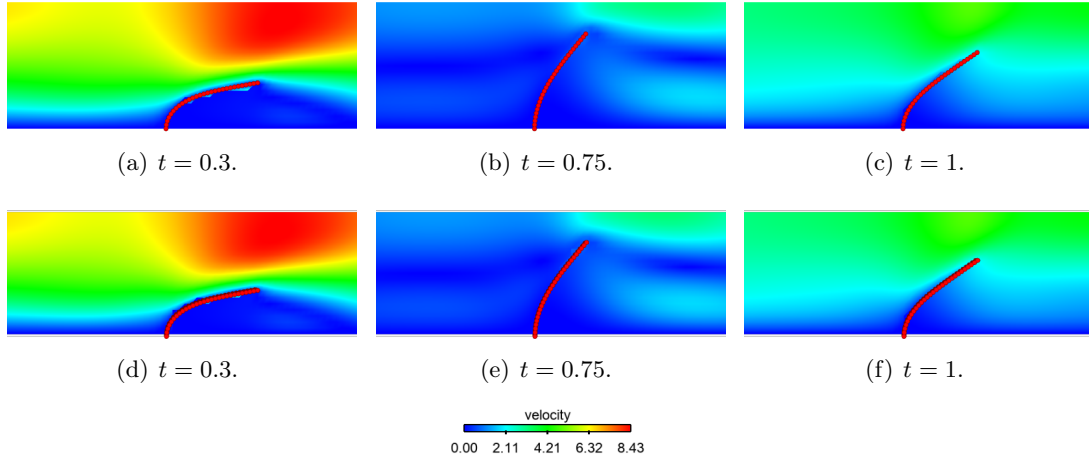 (a) t = 0.3.
(b) t = 0.75.
(c) t = 1.
(d) t = 0.3.
(e) t = 0.75.
(f) t = 1.
velocity
0.00 2.11 4.21 6.32 8.43